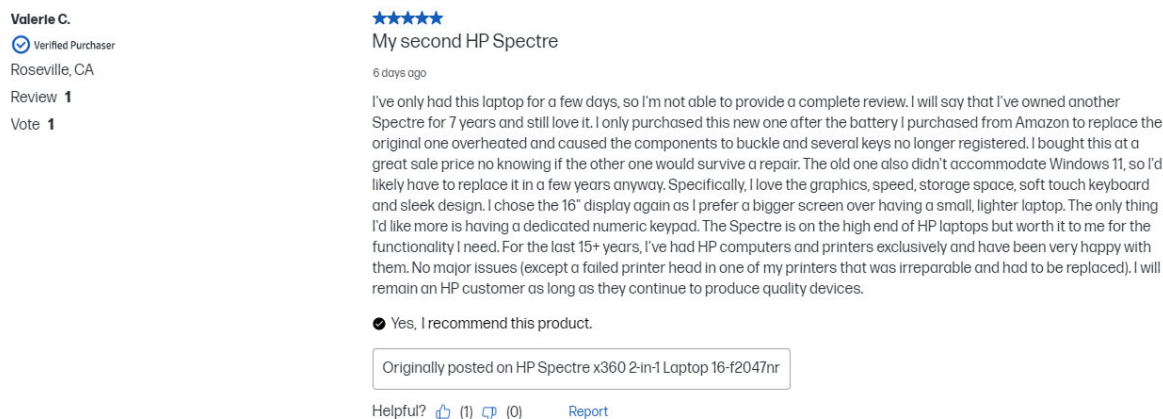 Valerie C.
Verified Purchaser
Roseville, CA
Review 1
Vote 1
My second HP Spectre
6 days ago
I've only had this laptop for a few days, so I'm not able to provide a complete review. I will say that I've owned another
Spectre for 7 years and still love it. I only purchased this new one after the battery I purchased from Amazon to replace the
original one overheated and caused the components to buckle and several keys no longer registered. I bought this at a
great sale price no knowing if the other one would survive a repair. The old one also didn't accommodate Windows 11, so I'd
likely have to replace it in a few years anyway. Specifically, I love the graphics, speed, storage space, soft touch keyboard
and sleek design. I chose the 16" display again as I prefer a bigger screen over having a small, lighter laptop. The only thing
I'd like more is having a dedicated numeric keypad. The Spectre is on the high end of HP laptops but worth it to me for the
functionality I need. For the last 15+ years, I've had HP computers and printers exclusively and have been very happy with
them. No major issues (except a failed printer head in one of my printers that was irreparable and had to be replaced). I will
remain an HP customer as long as they continue to produce quality devices.
Yes, I recommend this product.
Originally posted on HP Spectre x360 2-in-1 Laptop 16-f2047nr
Helpful? (1) (0) Report